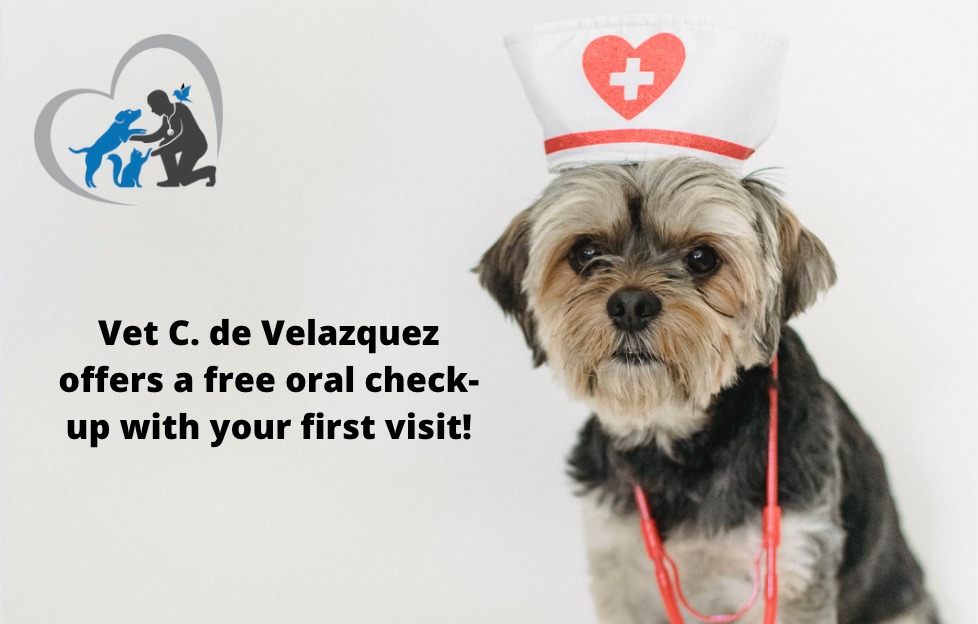 Vet C. de Velazquez
offers a free oral check-
up with your first visit!